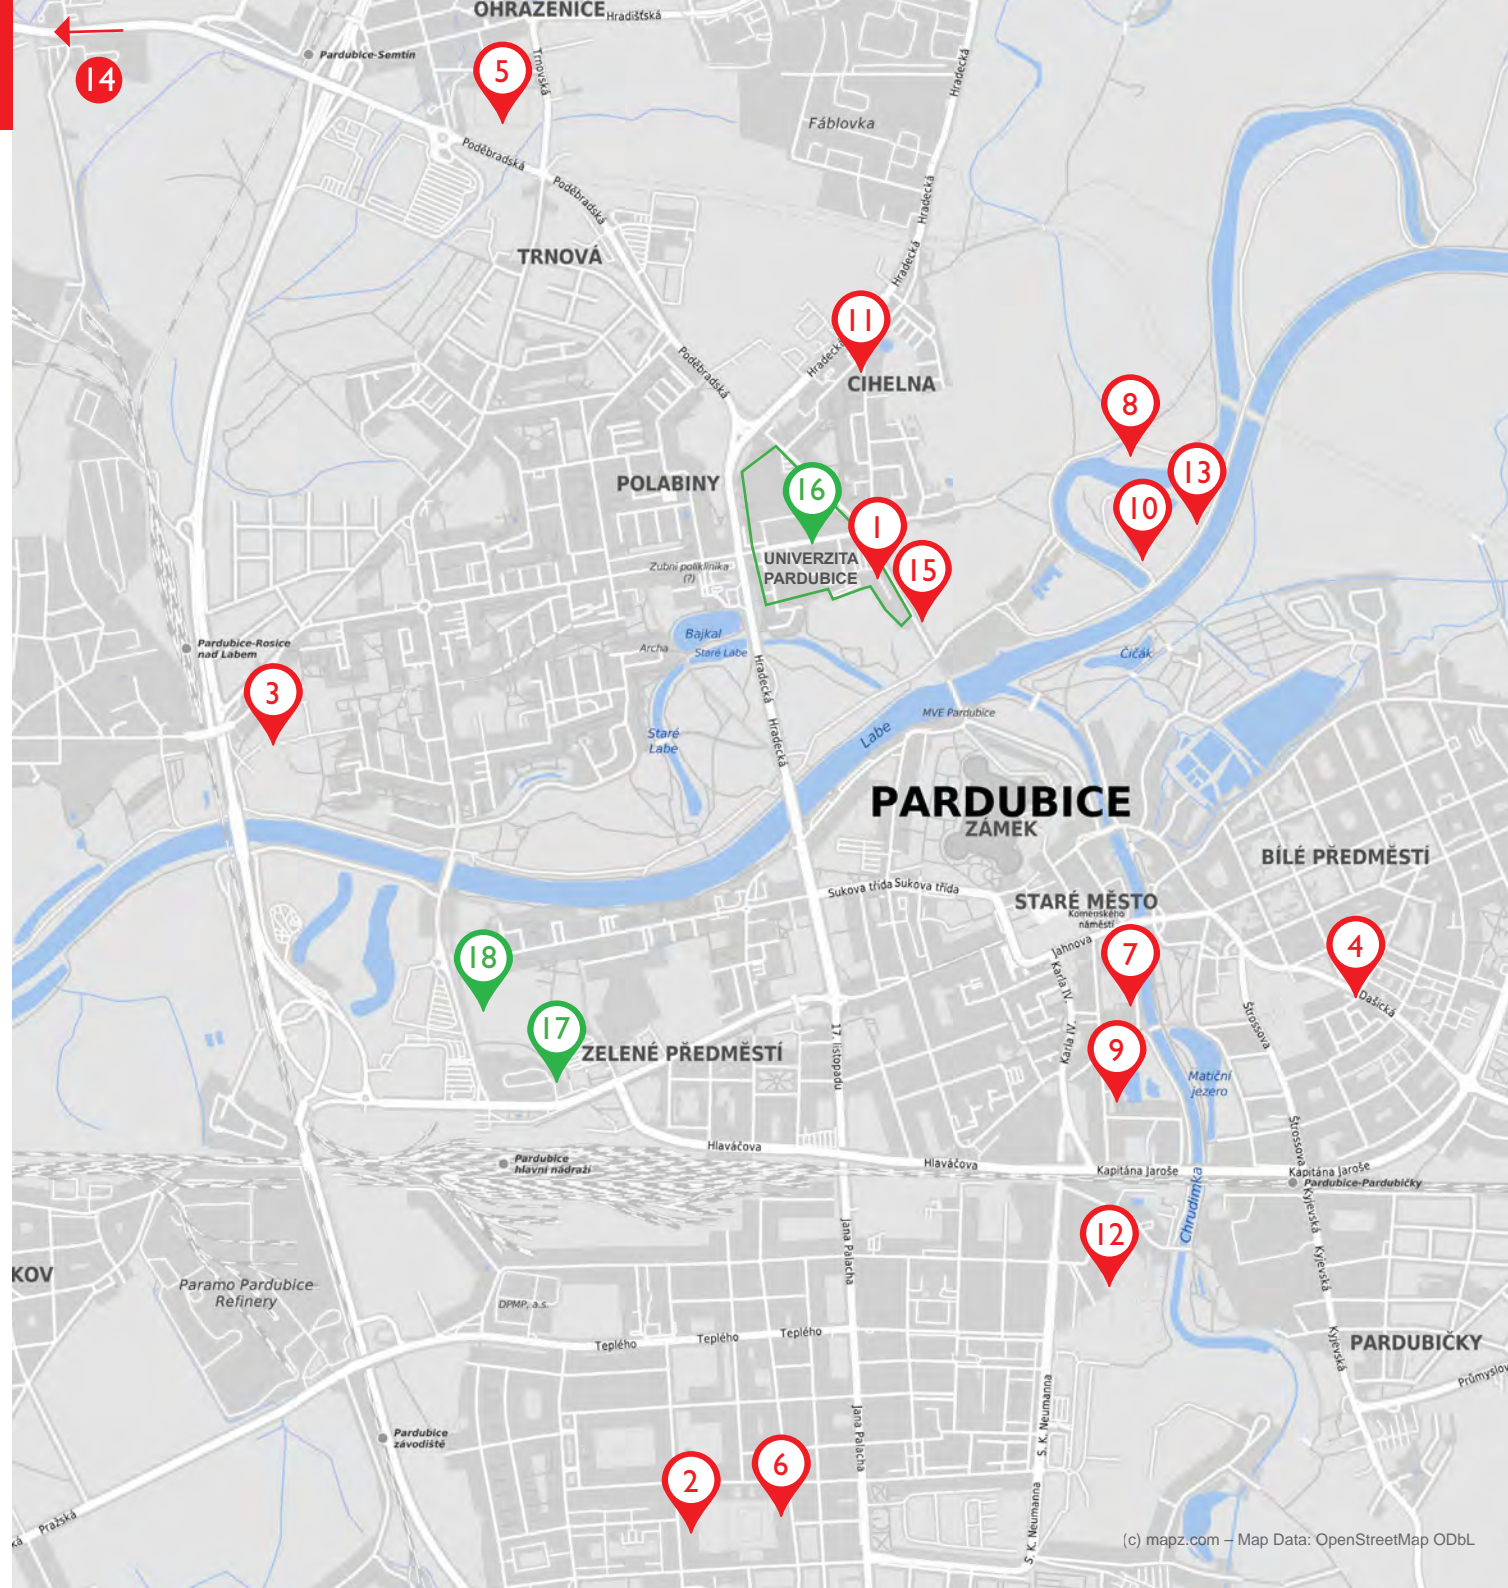 OHRAZENICE
Hradišťská
Pardubice-Semtín
14
5
Trnovská
Hradecká
Fáblovka
Poděbradská
Poděbradská
Hradecká
TRNOVÁ
Hradecká
11
Poděbradská
Hradecká
CIHELNA
8
POLABINY
13
16
10
1
UNIVERZITA
PARDUBICE
Zubní poliklinika
(?)
15
Bajkal
Pardubice-Rosice
nad Labem
Archa
Staré Labe
Čičák
3
Hradecká
MVE Pardubice
Staré
Labe
Hradecká
Labe
PARDUBICE
ZÁMEK
BÍLÉ PŘEDMĚSTÍ
Sukova třída
Sukova třída
STARÉ MĚSTO
Komenského
náměstí
Jahnova
18
7
4
Karla IV.
Dašická
17
Štrossova
ZELENÉ PŘEDMĚSTÍ
17. listopadu
Karla IV.
9
Matiční
jezero
Štrossova
Hlaváčova
Pardubice
hlavní nádraží
Hlaváčova
Kapitána Jaroše
Kapitána Jaroše
Pardubice-Pardubičky
Chrudimka
Kyjevská
12
Jana Palacha
Kyjevská
KOV
Paramo Pardubice
Refinery
DPMP, a.s.
Teplého
Teplého
Teplého
Kyjevská
PARDUBIČKY
Průmyslov
S. K. Neumanna
Pardubice
závodiště
Jana Palacha
2
6
Pražská
ká
S. K. Neumanna
(c) mapz.com – Map Data: OpenStreetMap ODbL